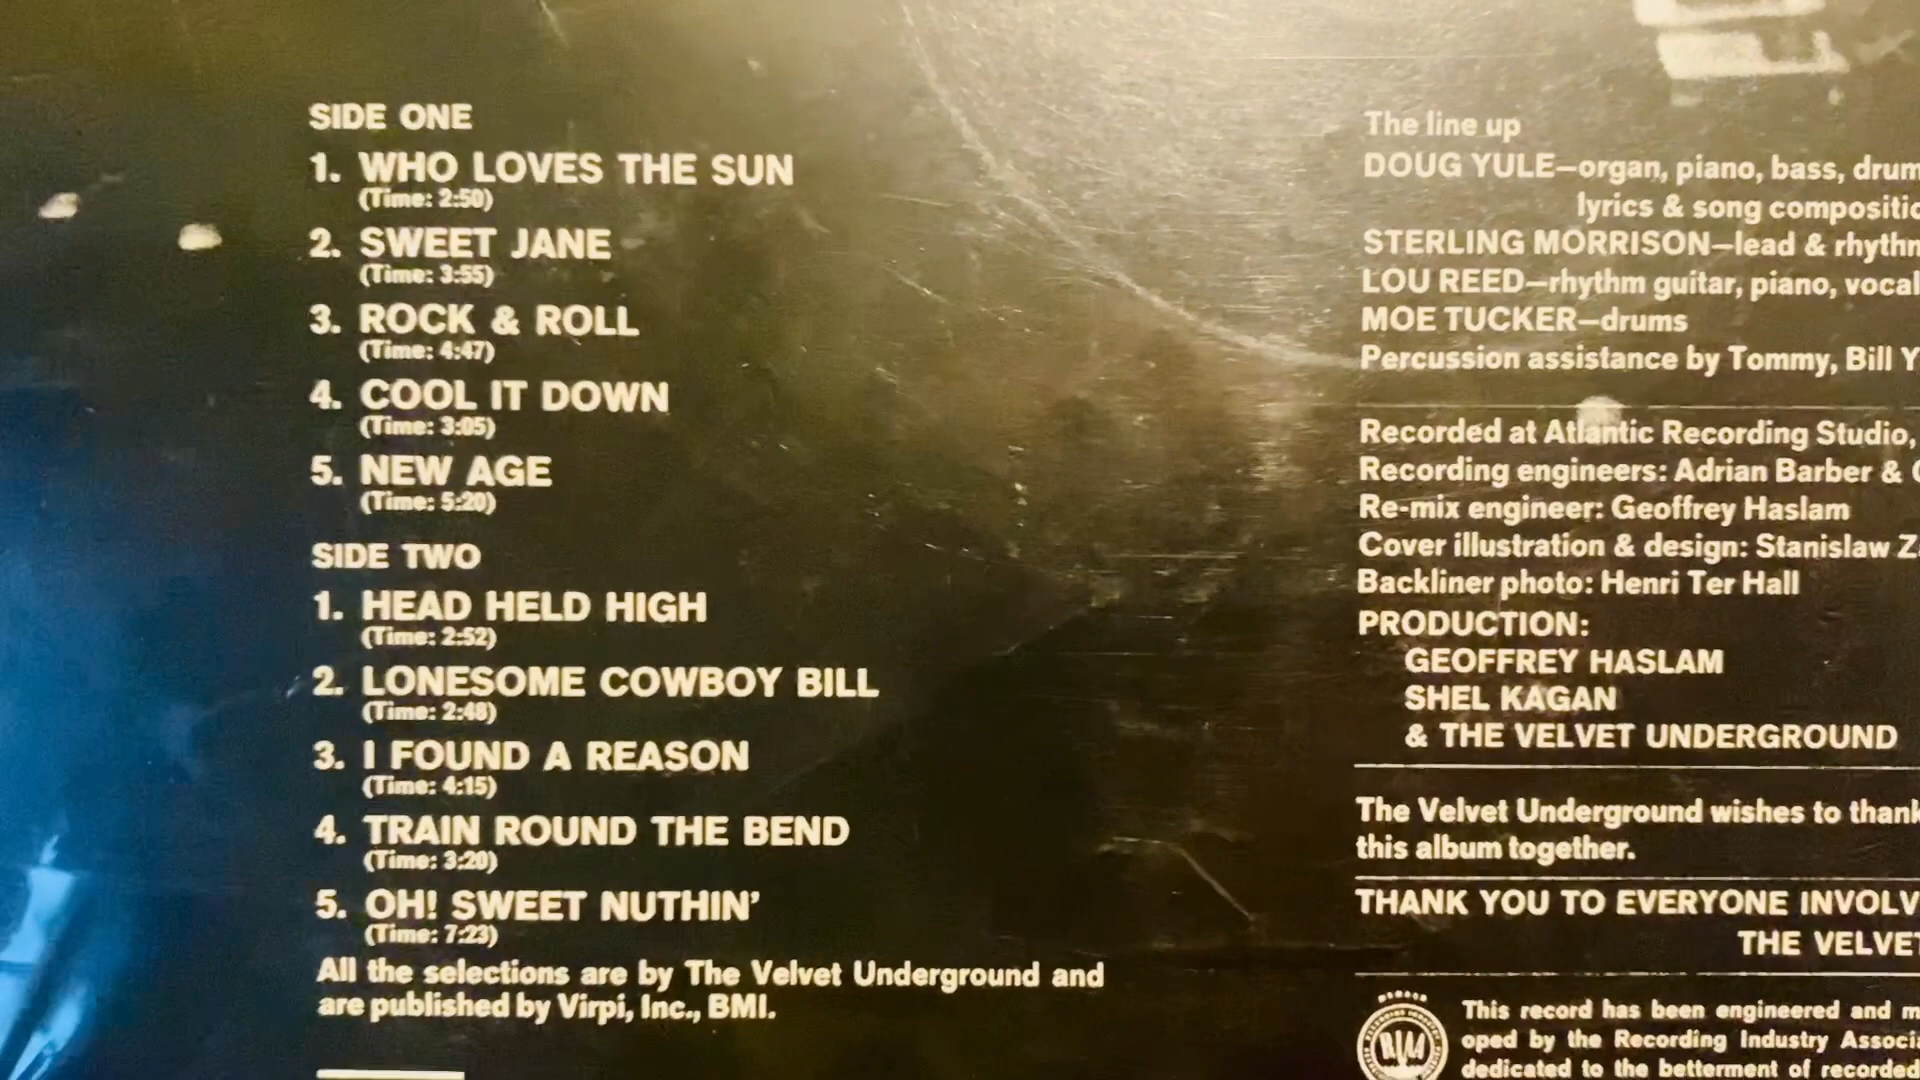 SIDE ONE
1. WHO LOVES THE SUN
(Time: 2:50)
2. SWEET JANE
(Time: 3:55)
3. ROCK & ROLL
(Time: 4:47)
4. COOL IT DOWN
(Time: 3:05)
5. NEW AGE
(Time: 5:20)
SIDE TWO
1. HEAD HELD HIGH
(Time: 2:52)
2. LONESOME COWBOY BILL
(Time: 2:48)
3. I FOUND A REASON
(Time: 4:15)
4. TRAIN ROUND THE BEND
(Time: 3:20)
5. OH! SWEET NUTHIN'
(Time: 7:23)
All the selections are by The Velvet Underground and
are published by Virpi, Inc., BMI.
The line up
DOUG YULE—organ, piano, bass, drum
lyrics & song compositio
STERLING MORRISON—lead & rhythm
LOU REED—rhythm guitar, piano, vocal
MOE TUCKER—drums
Percussion assistance by Tommy, Bill Y
Recorded at Atlantic Recording Studio,
Recording engineers: Adrian Barber &
Re-mix engineer: Geoffrey Haslam
Cover illustration & design: Stanislaw Z
Backliner photo: Henri Ter Hall
PRODUCTION:
GEOFFREY HASLAM
SHEL KAGAN
& THE VELVET UNDERGROUND
The Velvet Underground wishes to thank
this album together.
THANK YOU TO EVERYONE INVOLV
THE VELVET
This record has been engineered and m
oped by the Recording Industry Associa
dedicated to the betterment of recorded